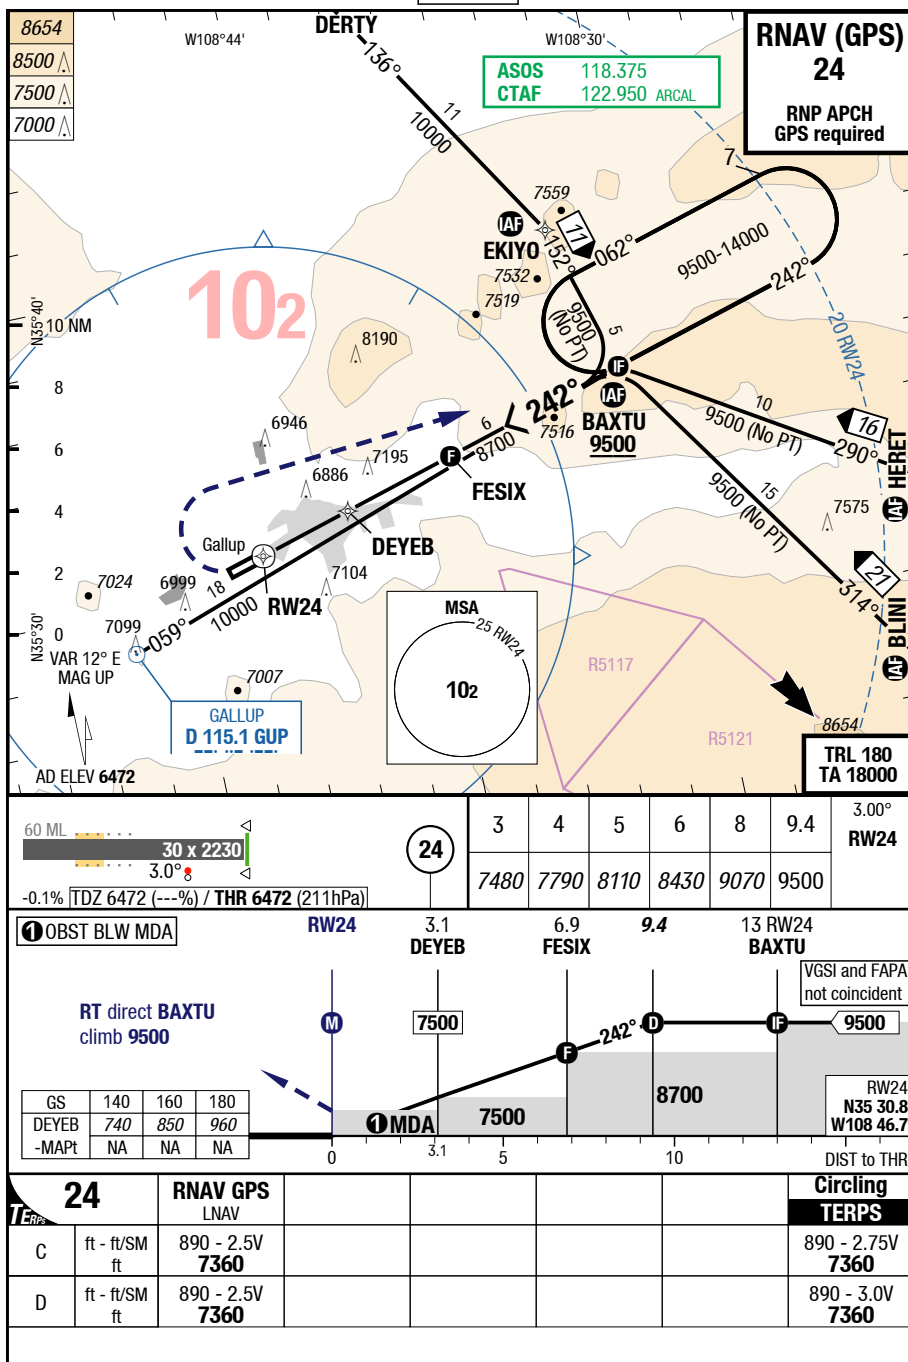 8654
8500
7500
7000
W108°44'
DERTY
W108°30'
136°
11
10000
ASOS 118.375
CTAF 122.950 ARCAL
RNAV (GPS)
24
RNP APCH
GPS required
7
7559
IAF
EKIYO
11
152°
062°
9500-14000
242°
7532
7519
9500
(No PT)
5
20 RW24
102
N35°40'
10 NM
8190
IF
IAF
BAXTU
9500
242°
10
9500 (No PT)
16
290°
IAF HERET
8
6
4
2
0
6946
7195
6886
6
8700
7516
F
FESIX
15
9500 (No PT)
7575
Gallup
DEYEB
7024
6999
18
RW24
7104
10000
059°
21
314°
IAF BLINI
N35°30'
7099
VAR 12° E
MAG UP
7007
MSA
25 RW24
102
R5117
R5121
8654
GALLUP
D 115.1 GUP
AD ELEV 6472
TRL 180
TA 18000
60 ML
30 x 2230
3.0°
-0.1% TDZ 6472 (---%) / THR 6472 (211hPa)
24
3 4 5 6 8 9.4 3.00°
RW24
7480 7790 8110 8430 9070 9500
1 OBST BLW MDA
RW24 3.1 6.9 9.4 13 RW24
DEYEB FESIX BAXTU
VGSI and FAPA
not coincident
RT direct BAXTU
climb 9500
M
7500
F
242°
D
IF
9500
8700
7500
1 MDA
RW24
N35 30.8
W108 46.7
GS 140 160 180
DEYEB 740 850 960
-MAPt NA NA NA
0 3.1 5 10 DIST to THR
TERPS 24 RNAV GPS Circling
LNAV TERPS
C ft - ft/SM 890 - 2.5V 890 - 2.75V
ft 7360 7360
D ft - ft/SM 890 - 2.5V 890 - 3.0V
ft 7360 7360